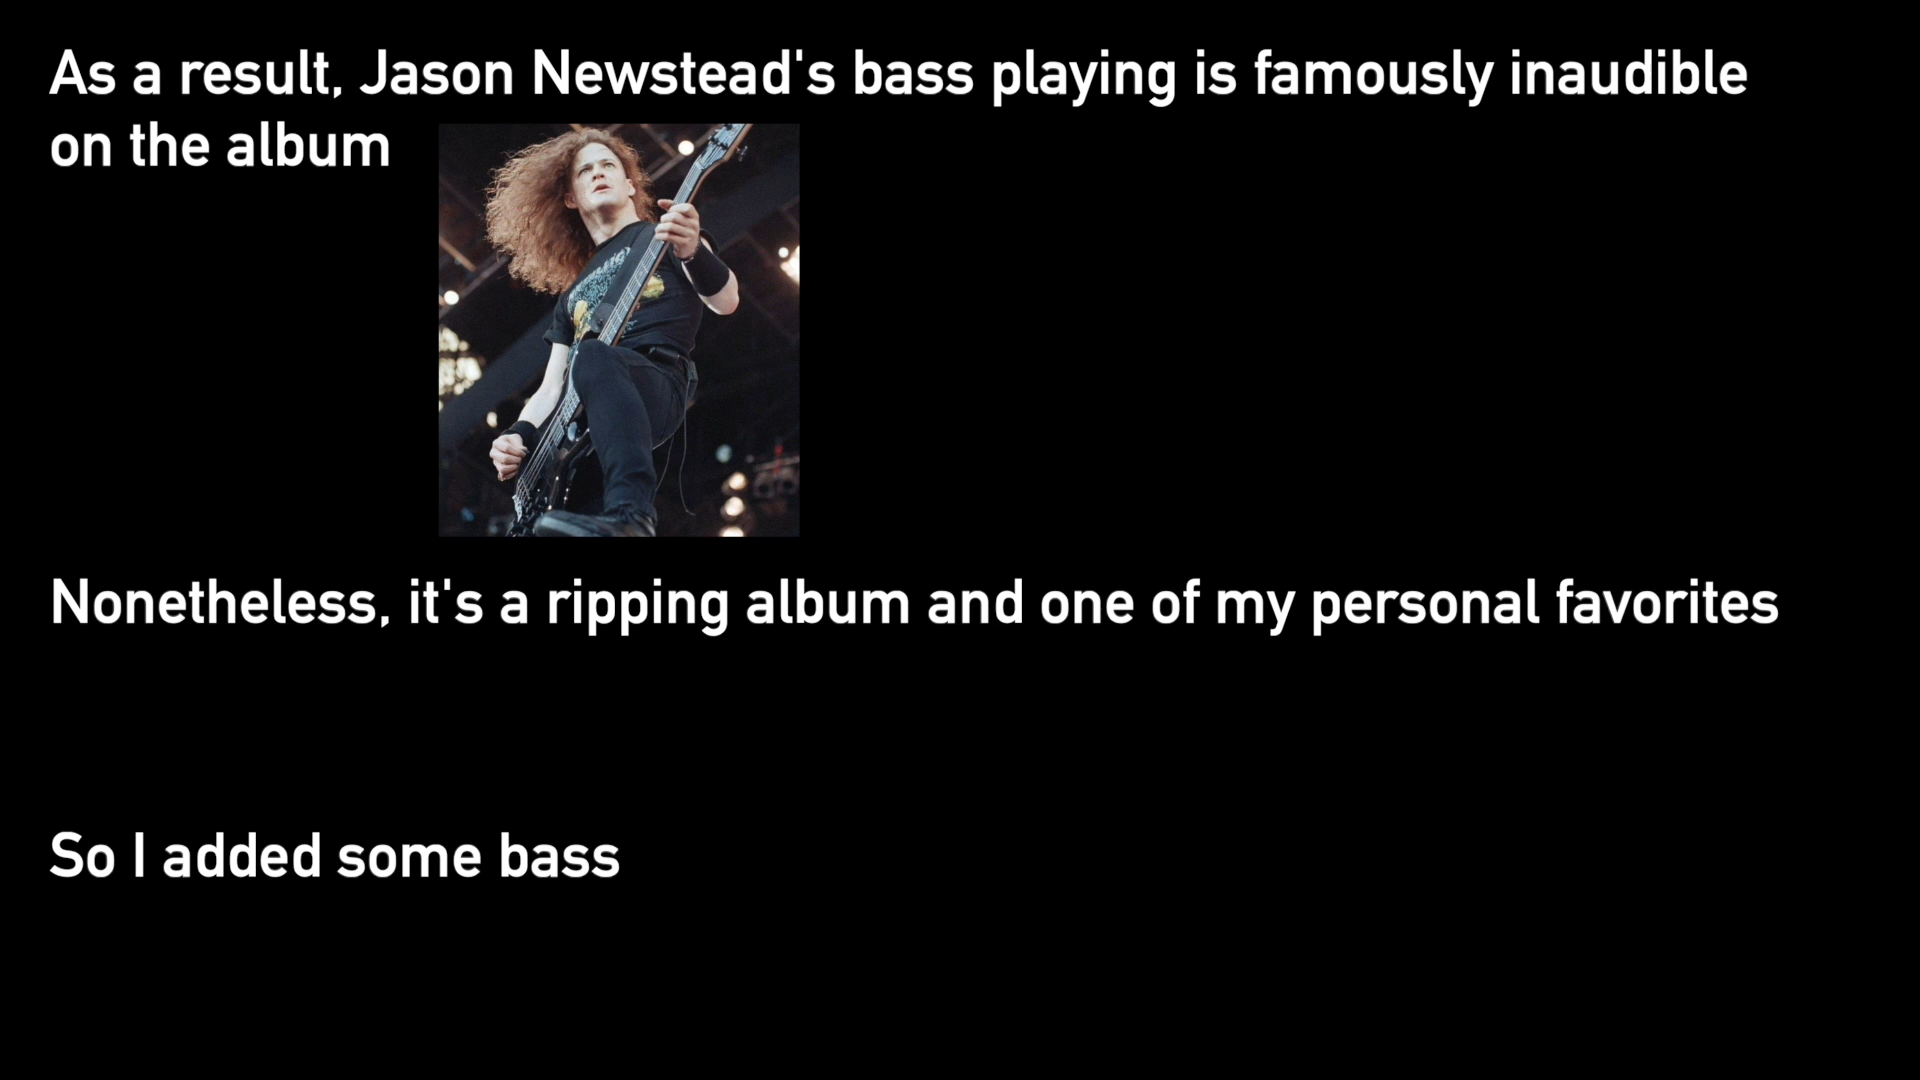 As a result, Jason Newstead's bass playing is famously inaudible
on the album
Nonetheless, it's a ripping album and one of my personal favorites
So I added some bass